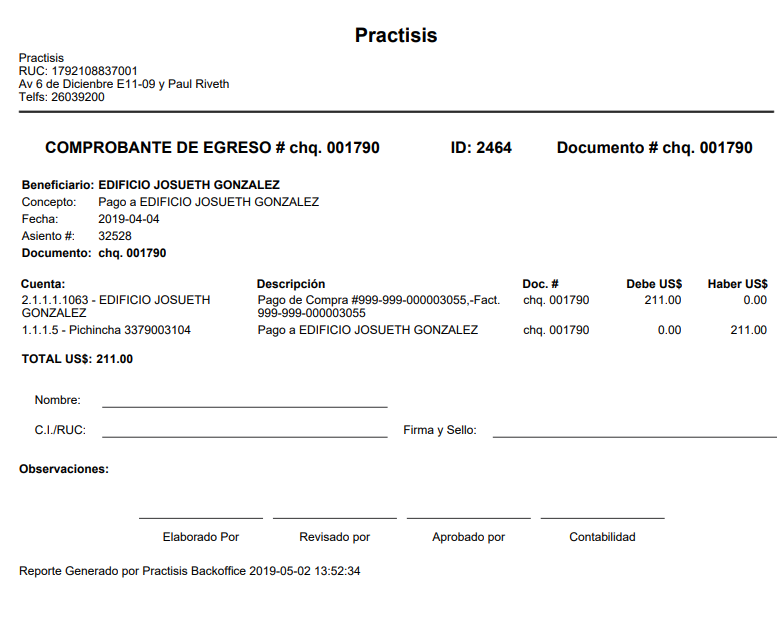 Practisis
Practisis
RUC: 1792108837001
Av 6 de Dicienbre E11-09 y Paul Riveth
Telfs: 26039200
COMPROBANTE DE EGRESO # chq. 001790 ID: 2464 Documento # chq. 001790
Beneficiario: EDIFICIO JOSUETH GONZALEZ
Concepto: Pago a EDIFICIO JOSUETH GONZALEZ
Fecha: 2019-04-04
Asiento #: 32528
Documento: chq. 001790
Cuenta: Descripción Doc. # Debe US$ Haber US$
2.1.1.1.1063 - EDIFICIO JOSUETH Pago de Compra #999-999-000003055,-Fact. chq. 001790 211.00 0.00
GONZALEZ 999-999-000003055
1.1.1.5 - Pichincha 3379003104 Pago a EDIFICIO JOSUETH GONZALEZ chq. 001790 0.00 211.00
TOTAL US$: 211.00
Nombre:
C.I./RUC: Firma y Sello:
Observaciones:
Elaborado Por Revisado por Aprobado por Contabilidad
Reporte Generado por Practisis Backoffice 2019-05-02 13:52:34